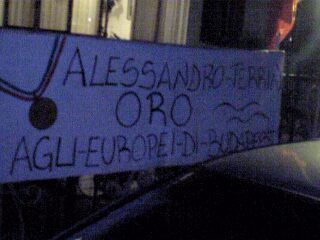 ALESSANDRO-TERRIN
ORO
AGLI-EUROPEI-DI-BUDAPEST